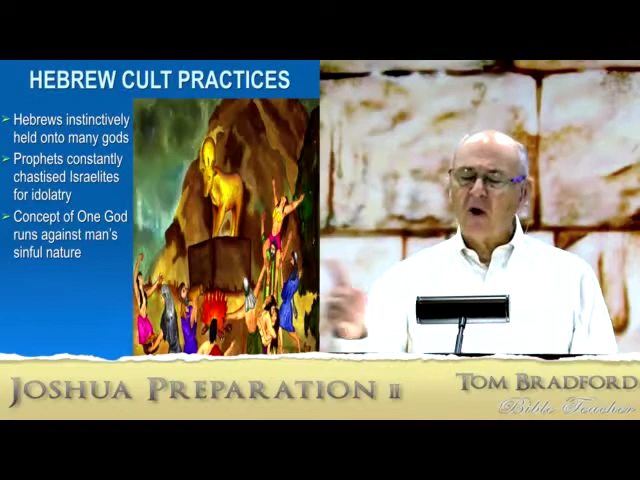 HEBREW CULT PRACTICES
➢ Hebrews instinctively
held onto many gods
➢ Prophets constantly
chastised Israelites
for idolatry
➢ Concept of One God
runs against man's
sinful nature
JOSHUA PREPARATION II
TOM BRADFORD
Bible Teacher